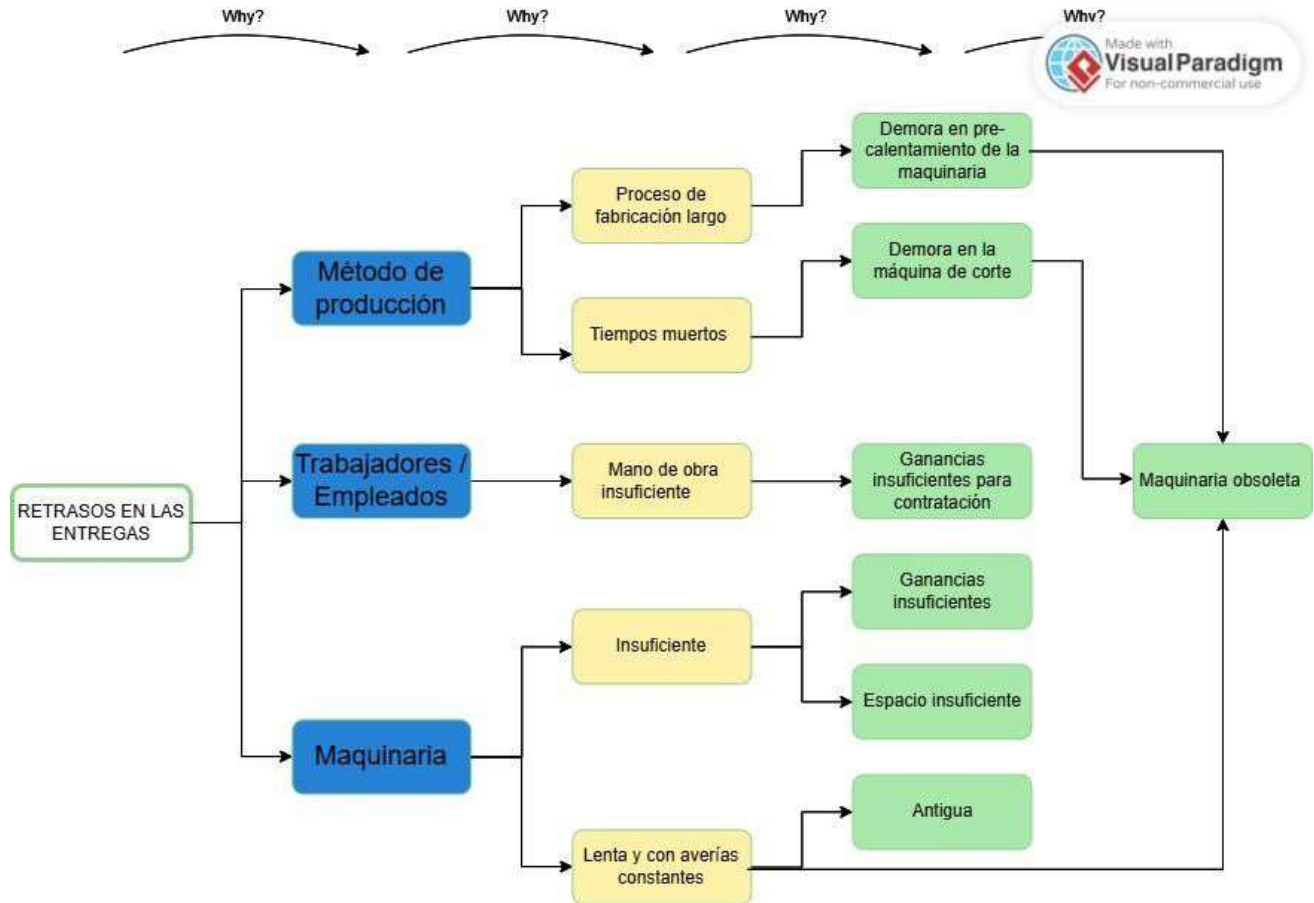 Why?
Why?
Why?
Why?
Made with
Visual Paradigm
For non-commercial use
Demora en pre-
calentamiento de la
maquinaria
Proceso de
fabricación largo
Demora en la
máquina de corte
Método de
producción
Tiempos muertos
Trabajadores /
Empleados
Mano de obra
insuficiente
Ganancias
insuficientes para
contratación
Maquinaria obsoleta
RETRASOS EN LAS
ENTREGAS
Ganancias
insuficientes
Insuficiente
Espacio insuficiente
Maquinaria
Antigua
Lenta y con averías
constantes